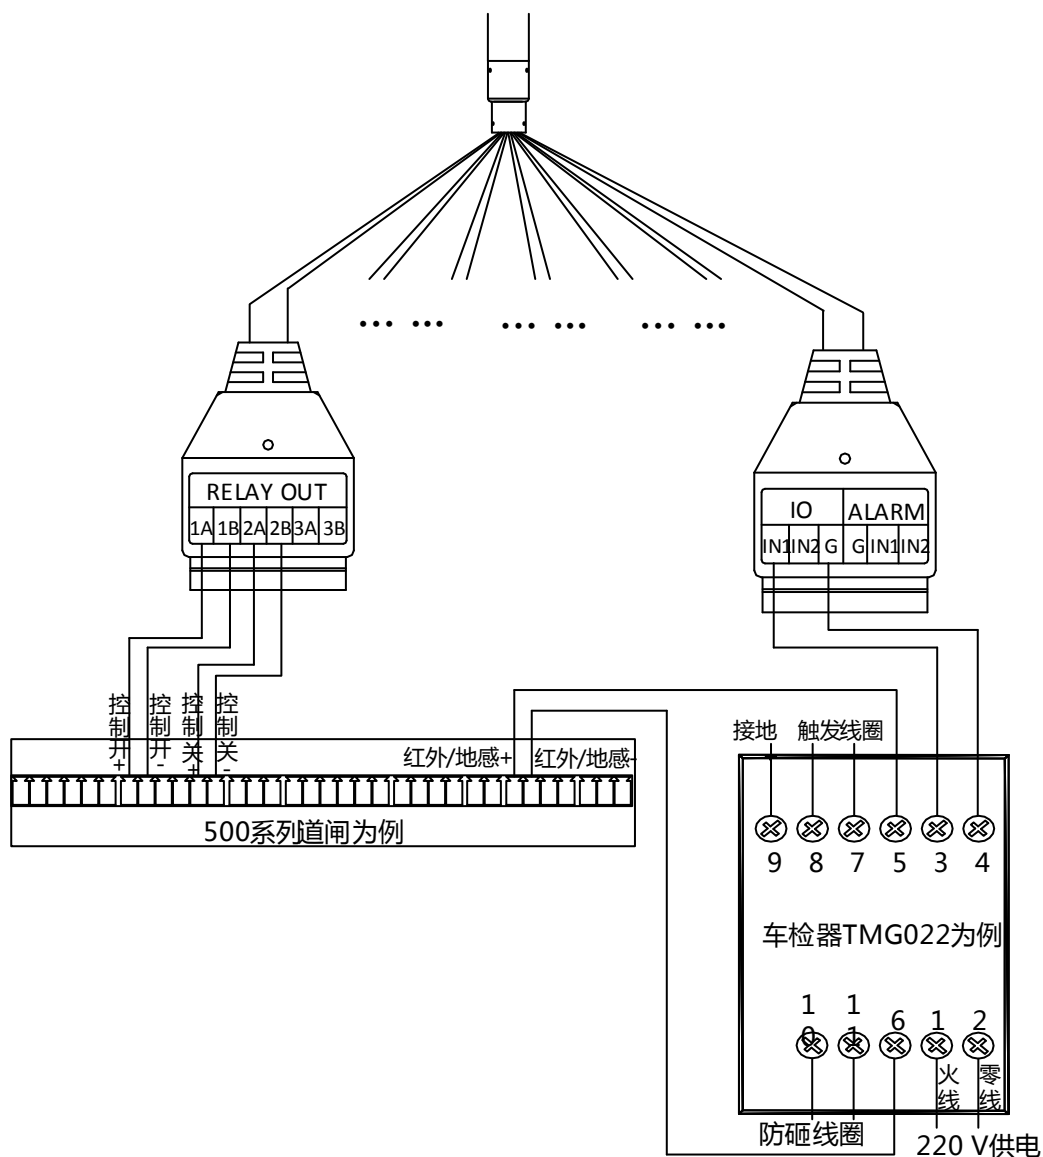 RELAY OUT
1A 1B 2A 2B 3A 3B
IO ALARM
IN1 IN2 G G IN1 IN2
控制开+
控制开-
控制关+
控制关-
红外/地感+
红外/地感-
500系列道闸为例
接地
触发线圈
9 8 7 5 3 4
车检器TMG022为例
10 11 6 1 2
火线
零线
防砸线圈
220 V供电